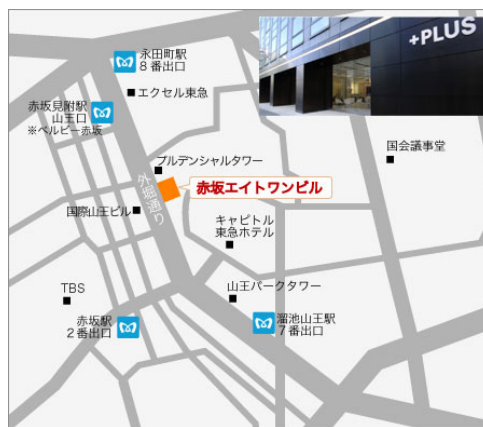 +PLUS
永田町駅
８番出口
エクセル東急
赤坂見附駅
山王口
※ベルビー赤坂
国会議事堂
プルデンシャルタワー
赤坂エイトワンビル
外堀通り
国際山王ビル
キャピトル
東急ホテル
TBS
山王パークタワー
赤坂駅
２番出口
溜池山王駅
７番出口